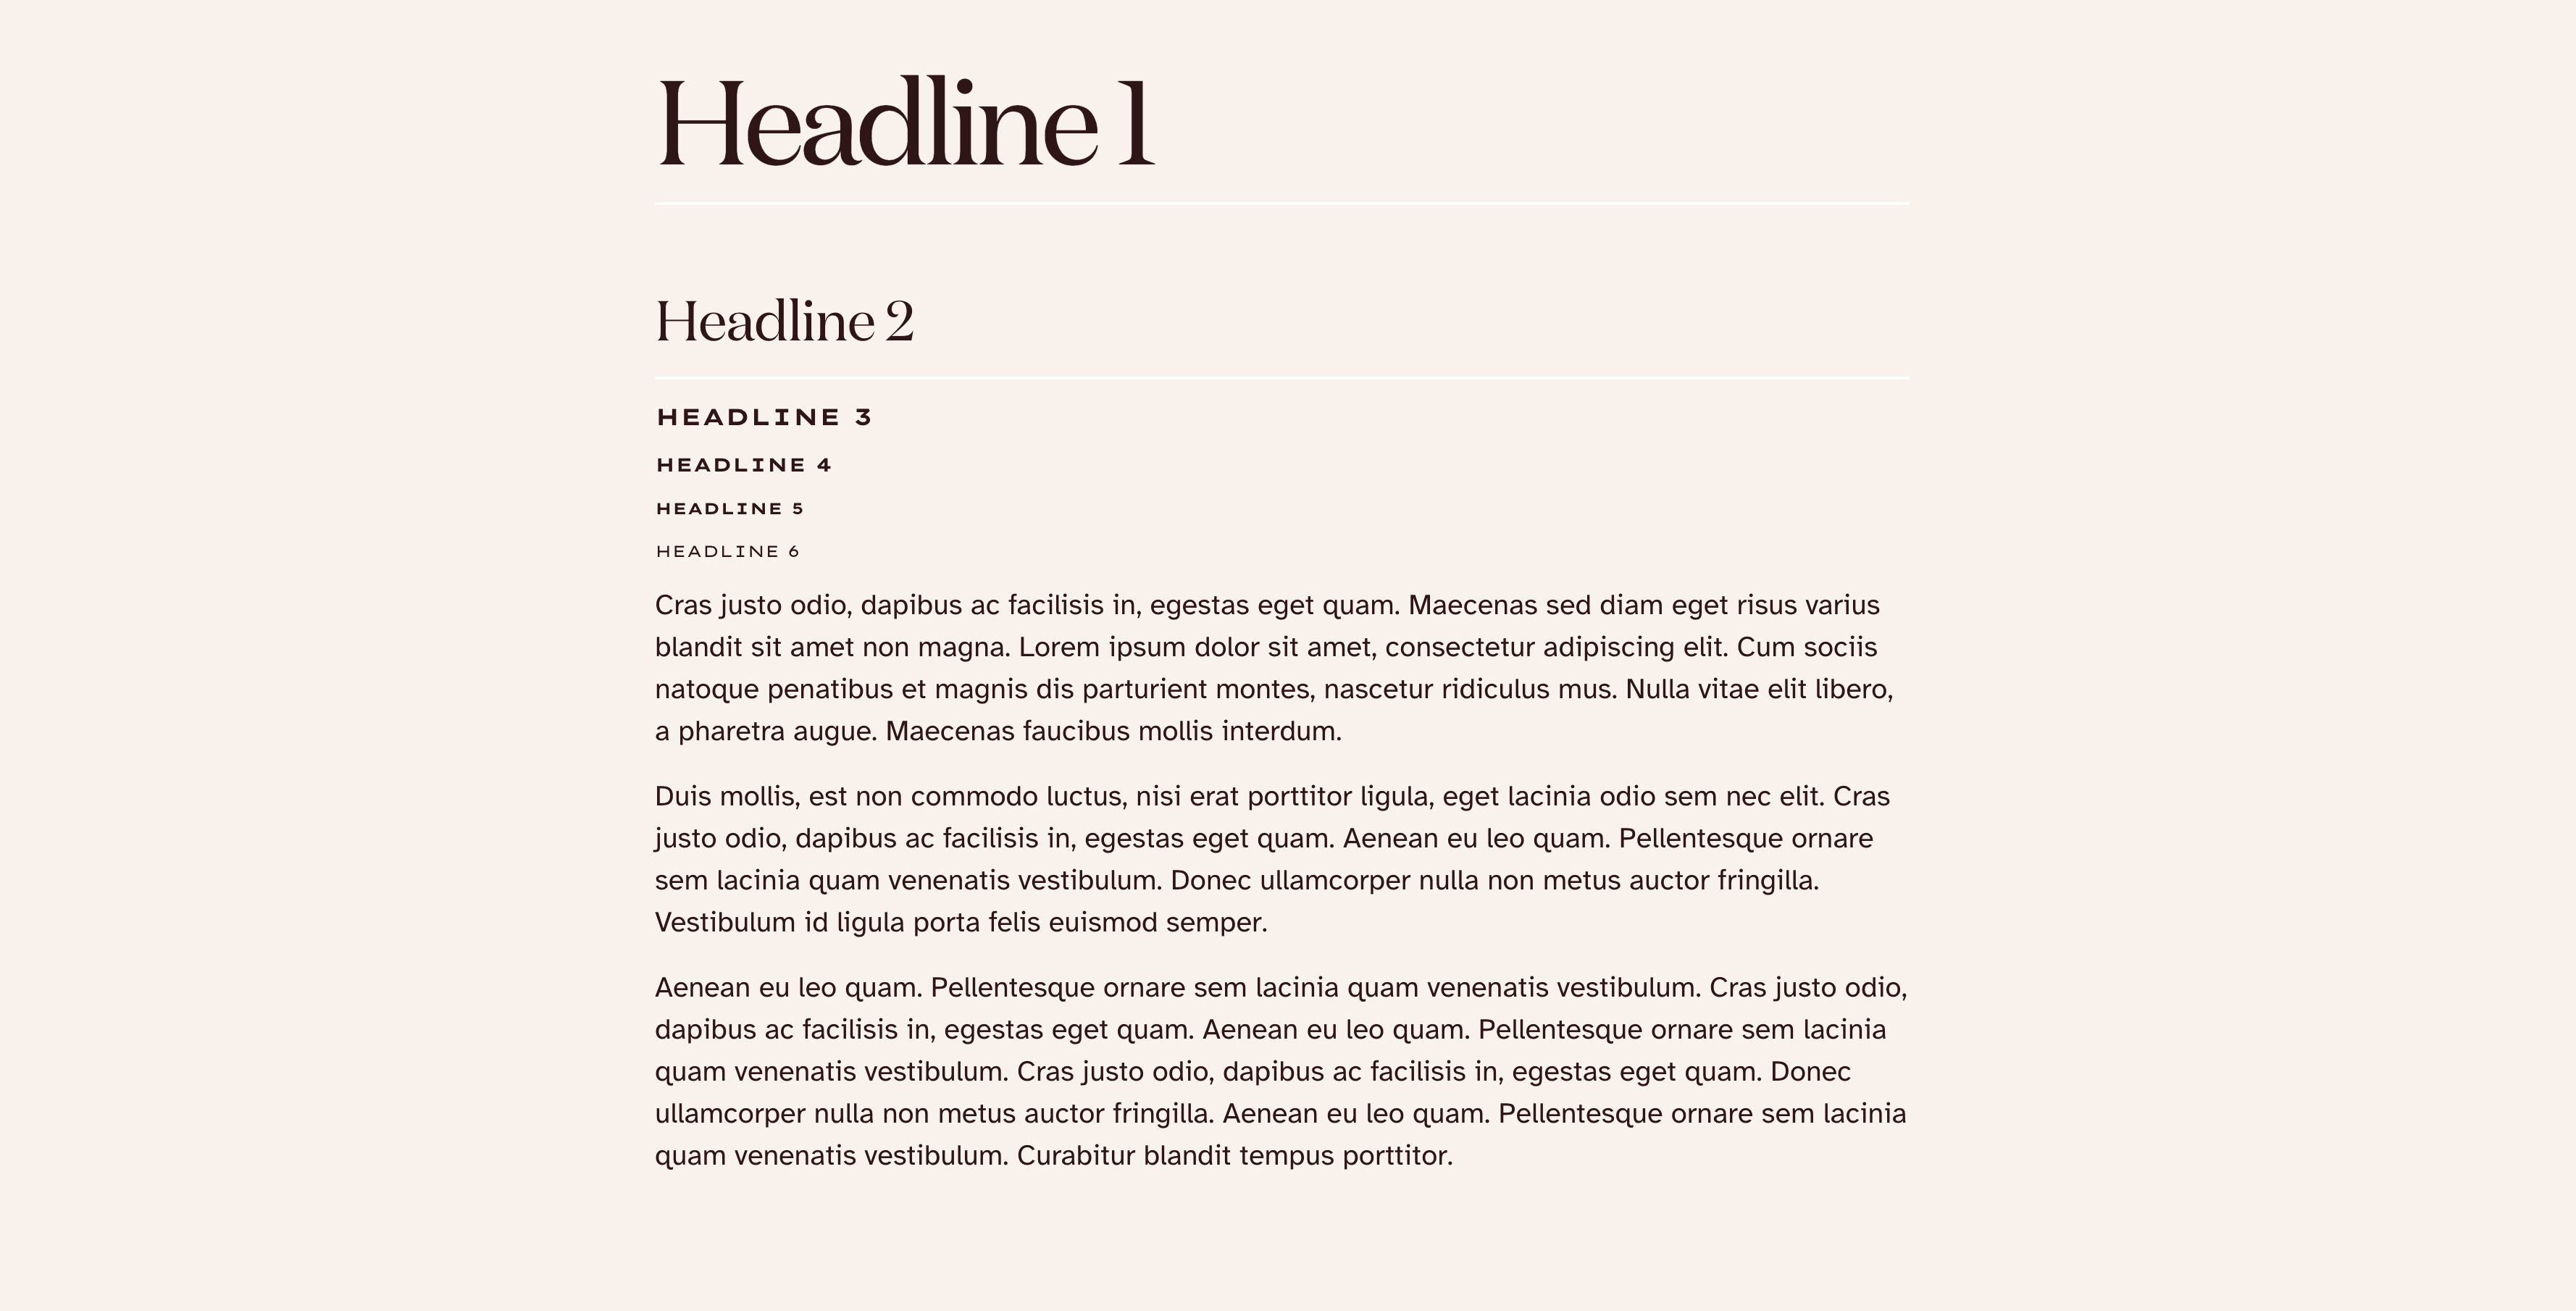 Headline 1
Headline 2
HEADLINE 3
HEADLINE 4
HEADLINE 5
HEADLINE 6
Cras justo odio, dapibus ac facilisis in, egestas eget quam. Maecenas sed diam eget risus varius
blandit sit amet non magna. Lorem ipsum dolor sit amet, consectetur adipiscing elit. Cum sociis
natoque penatibus et magnis dis parturient montes, nascetur ridiculus mus. Nulla vitae elit libero,
a pharetra augue. Maecenas faucibus mollis interdum.
Duis mollis, est non commodo luctus, nisi erat porttitor ligula, eget lacinia odio sem nec elit. Cras
justo odio, dapibus ac facilisis in, egestas eget quam. Aenean eu leo quam. Pellentesque ornare
sem lacinia quam venenatis vestibulum. Donec ullamcorper nulla non metus auctor fringilla.
Vestibulum id ligula porta felis euismod semper.
Aenean eu leo quam. Pellentesque ornare sem lacinia quam venenatis vestibulum. Cras justo odio,
dapibus ac facilisis in, egestas eget quam. Aenean eu leo quam. Pellentesque ornare sem lacinia
quam venenatis vestibulum. Cras justo odio, dapibus ac facilisis in, egestas eget quam. Donec
ullamcorper nulla non metus auctor fringilla. Aenean eu leo quam. Pellentesque ornare sem lacinia
quam venenatis vestibulum. Curabitur blandit tempus porttitor.